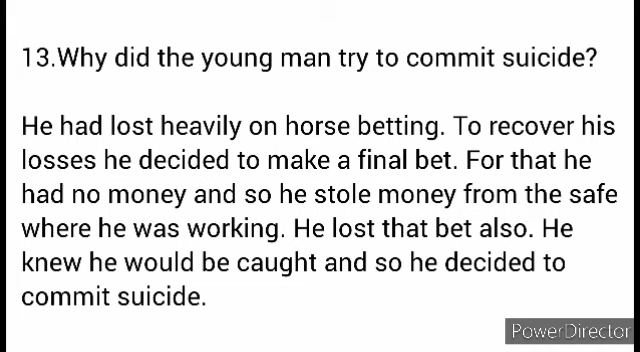 13.Why did the young man try to commit suicide?
He had lost heavily on horse betting. To recover his
losses he decided to make a final bet. For that he
had no money and so he stole money from the safe
where he was working. He lost that bet also. He
knew he would be caught and so he decided to
commit suicide.
PowerDirector